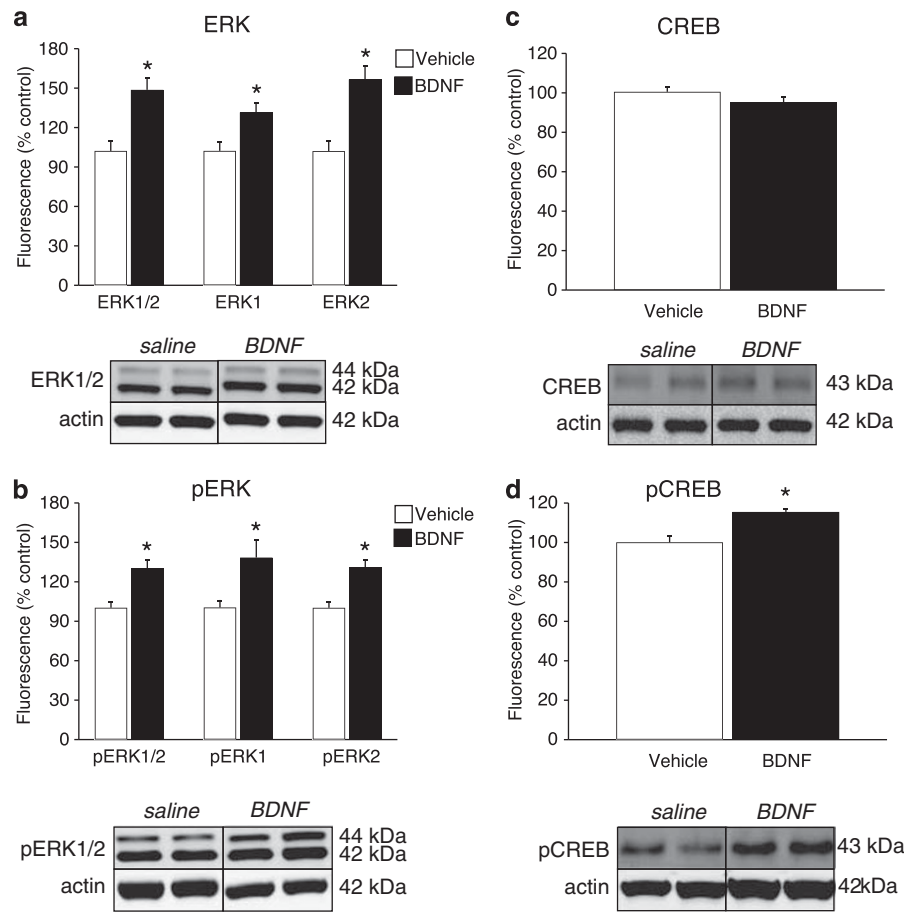 a
ERK
Fluorescence (% control)
180
150
120
90
60
30
0
* * *
Vehicle
BDNF
ERK1/2 ERK1 ERK2
saline BDNF
ERK1/2
44 kDa
42 kDa
actin
42 kDa
b
pERK
Fluorescence (% control)
180
150
120
90
60
30
0
* * *
Vehicle
BDNF
pERK1/2 pERK1 pERK2
saline BDNF
pERK1/2
44 kDa
42 kDa
actin
42 kDa
c
CREB
Fluorescence (% control)
120
100
80
60
40
20
0
Vehicle BDNF
saline BDNF
CREB
43 kDa
actin
42 kDa
d
pCREB
Fluorescence (% control)
120
100
80
60
40
20
0
*
Vehicle BDNF
saline BDNF
pCREB
43 kDa
actin
42kDa